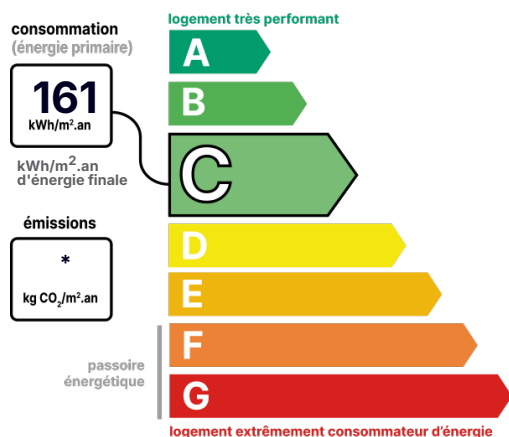 logement très performant
consommation
(énergie primaire)
A
161
kWh/m².an
B
kWh/m².an
d'énergie finale
C
émissions
*
kg CO₂/m².an
D
E
passoire
énergétique
F
G
logement extrêmement consommateur d'énergie